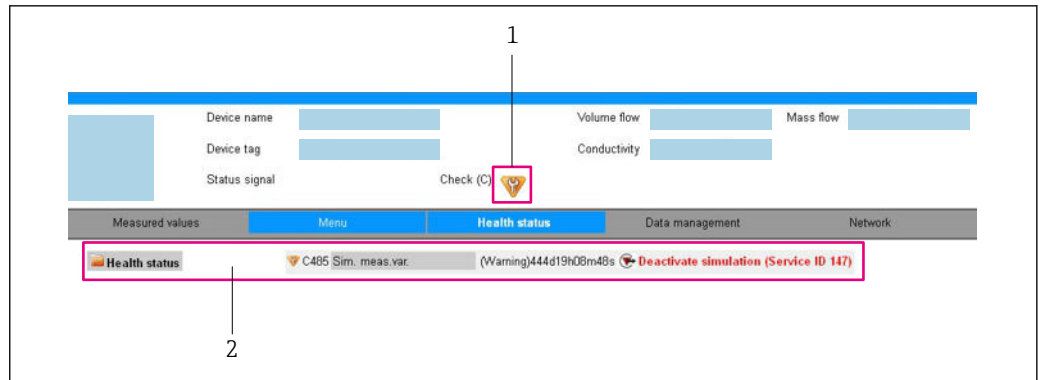 1
Device name
Volume flow
Mass flow
Device tag
Conductivity
Status signal
Check (C)
Measured values
Menu
Health status
Data management
Network
Health status
C485 Sim. meas.var.
(Warning)444d19h08m48s
Deactivate simulation (Service ID 147)
2